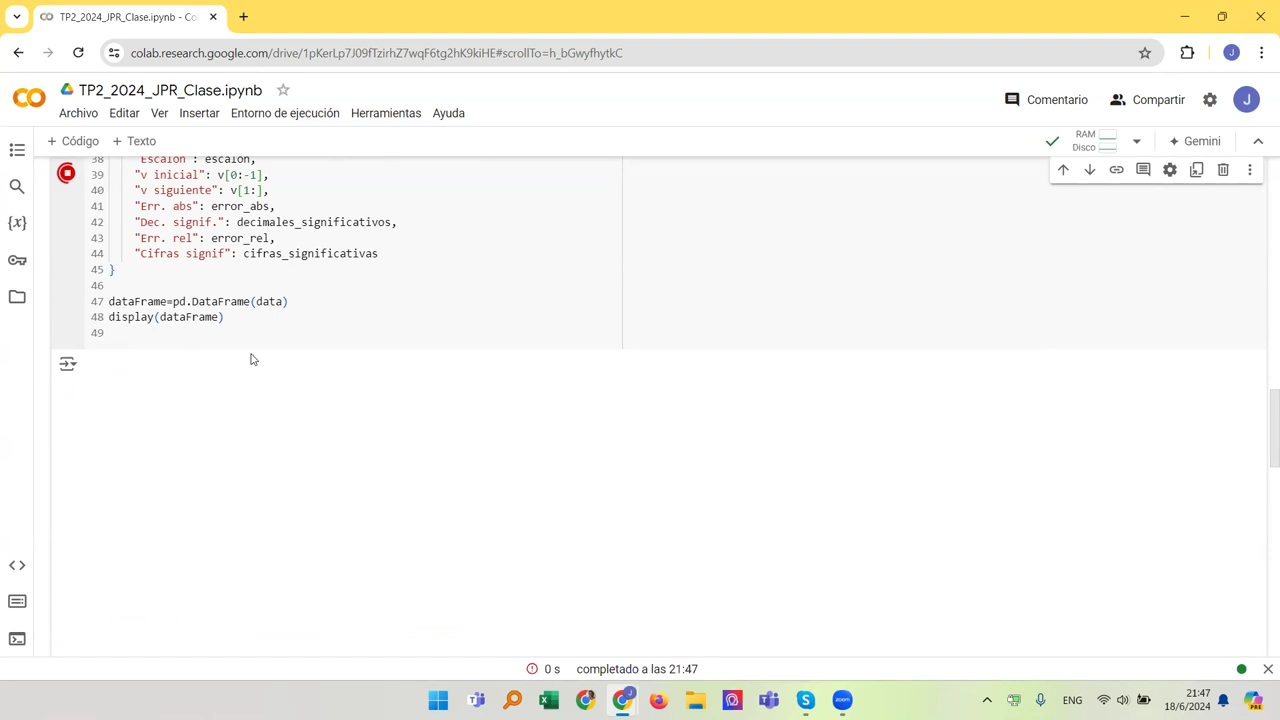 TP2_2024_JPR_Clase.ipynb - Co
colab.research.google.com/drive/1pKerLp7J09fTzirhZ7wqF6tg2hK9kiHE#scrollTo=h_bGwyfhytkC
J
TP2_2024_JPR_Clase.ipynb
Comentario
Compartir
J
Archivo Editar Ver Insertar Entorno de ejecución Herramientas Ayuda
+ Código + Texto
RAM
Disco
Gemini
38 "Escalon": escalon,
39 "v inicial": v[0:-1],
40 "v siguiente": v[1:],
41 "Err. abs": error_abs,
42 "Dec. signif.": decimales_significativos,
43 "Err. rel": error_rel,
44 "Cifras signif": cifras_significativas
45 }
46
47 dataFrame=pd.DataFrame(data)
48 display(dataFrame)
49
0 s completado a las 21:47
zoom
ENG
21:47
18/6/2024
PRE